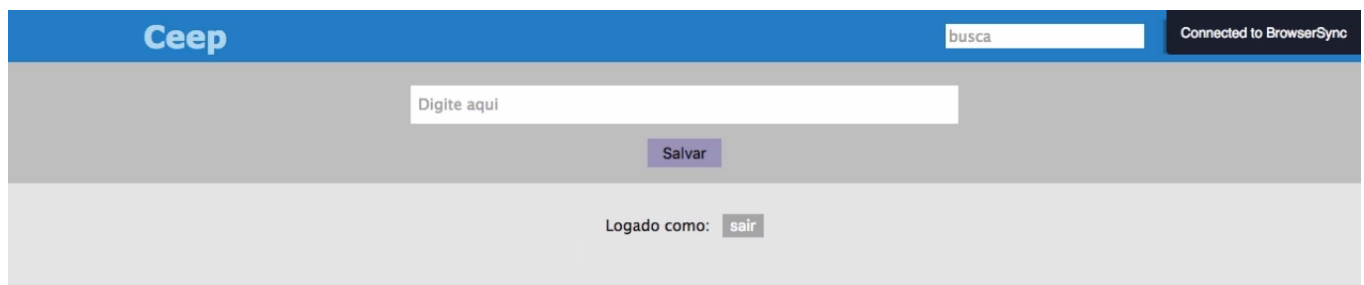 Ceep
busca
Connected to BrowserSync
Digite aqui
Salvar
Logado como: sair